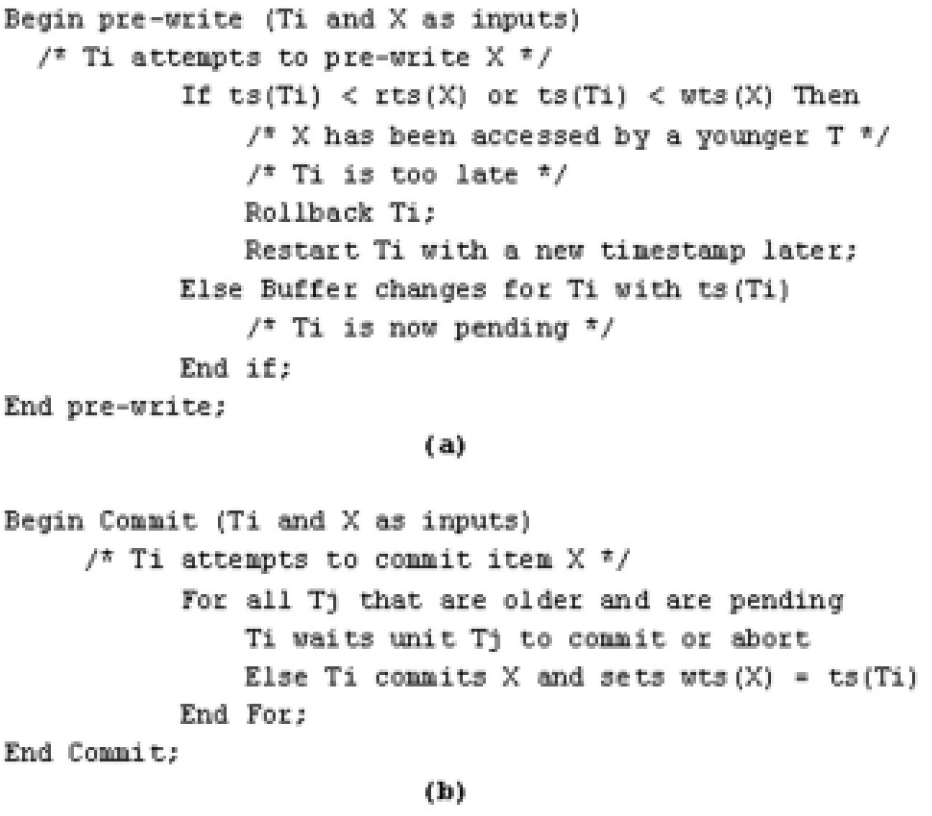 Begin pre-write (Ti and X as inputs)
/* Ti attempts to pre-write X */
If ts(Ti) < rts(X) or ts(Ti) < wts(X) Then
/* X has been accessed by a younger T */
/* Ti is too late */
Rollback Ti;
Restart Ti with a new timestamp later;
Else Buffer changes for Ti with ts(Ti)
/* Ti is now pending */
End if;
End pre-write;
(a)
Begin Commit (Ti and X as inputs)
/* Ti attempts to commit item X */
For all Tj that are older and are pending
Ti waits unit Tj to commit or abort
Else Ti commits X and sets wts(X) = ts(Ti)
End For;
End Commit;
(b)